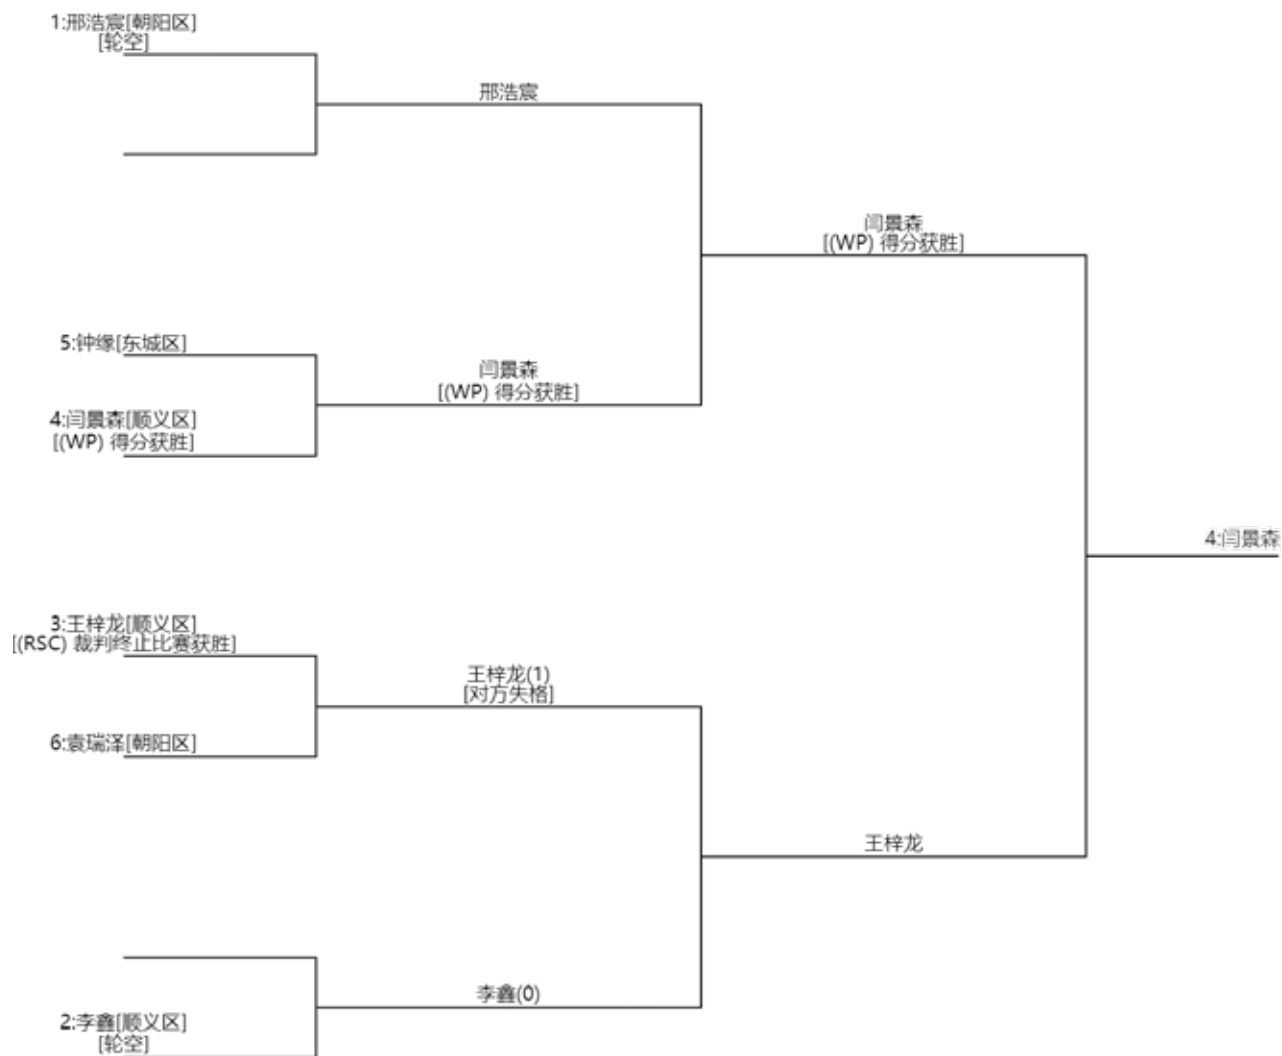 1:邢浩宸[朝阳区]
[轮空]
邢浩宸
闫景森
[(WP) 得分获胜]
5:钟缘[东城区]
闫景森
[(WP) 得分获胜]
4:闫景森[顺义区]
[(WP) 得分获胜]
4:闫景森
3:王梓龙[顺义区]
[(RSC) 裁判终止比赛获胜]
王梓龙(1)
[对方失格]
6:袁瑞泽[朝阳区]
王梓龙
李鑫(0)
2:李鑫[顺义区]
[轮空]